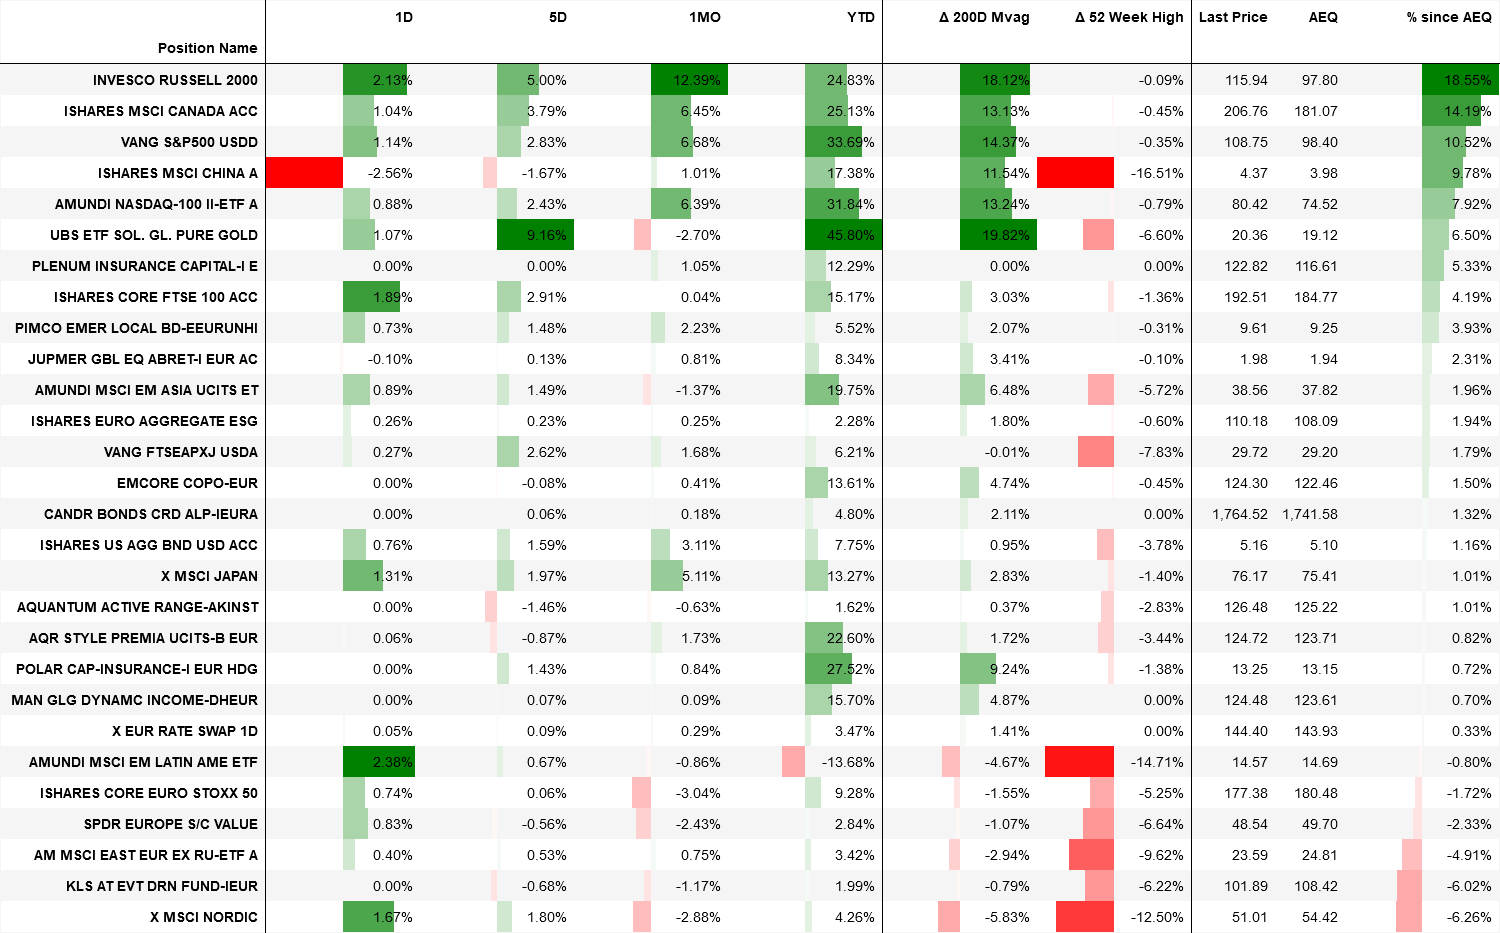 1D 5D 1MO YTD Δ 200D Mvag Δ 52 Week High Last Price AEQ % since AEQ
Position Name
INVESCO RUSSELL 2000 2.13% 5.00% 12.39% 24.83% 18.12% -0.09% 115.94 97.80 18.55%
ISHARES MSCI CANADA ACC 1.04% 3.79% 6.45% 25.13% 13.13% -0.45% 206.76 181.07 14.19%
VANG S&P500 USDD 1.14% 2.83% 6.68% 33.69% 14.37% -0.35% 108.75 98.40 10.52%
ISHARES MSCI CHINA A -2.56% -1.67% 1.01% 17.38% 11.54% -16.51% 4.37 3.98 9.78%
AMUNDI NASDAQ-100 II-ETF A 0.88% 2.43% 6.39% 31.84% 13.24% -0.79% 80.42 74.52 7.92%
UBS ETF SOL. GL. PURE GOLD 1.07% 9.16% -2.70% 45.80% 19.82% -6.60% 20.36 19.12 6.50%
PLENUM INSURANCE CAPITAL-I E 0.00% 0.00% 1.05% 12.29% 0.00% 0.00% 122.82 116.61 5.33%
ISHARES CORE FTSE 100 ACC 1.89% 2.91% 0.04% 15.17% 3.03% -1.36% 192.51 184.77 4.19%
PIMCO EMER LOCAL BD-EEURUNHI 0.73% 1.48% 2.23% 5.52% 2.07% -0.31% 9.61 9.25 3.93%
JUPMER GBL EQ ABRET-I EUR AC -0.10% 0.13% 0.81% 8.34% 3.41% -0.10% 1.98 1.94 2.31%
AMUNDI MSCI EM ASIA UCITS ET 0.89% 1.49% -1.37% 19.75% 6.48% -5.72% 38.56 37.82 1.96%
ISHARES EURO AGGREGATE ESG 0.26% 0.23% 0.25% 2.28% 1.80% -0.60% 110.18 108.09 1.94%
VANG FTSEAPXJ USDA 0.27% 2.62% 1.68% 6.21% -0.01% -7.83% 29.72 29.20 1.79%
EMCORE COPO-EUR 0.00% -0.08% 0.41% 13.61% 4.74% -0.45% 124.30 122.46 1.50%
CANDR BONDS CRD ALP-IEURA 0.00% 0.06% 0.18% 4.80% 2.11% 0.00% 1,764.52 1,741.58 1.32%
ISHARES US AGG BND USD ACC 0.76% 1.59% 3.11% 7.75% 0.95% -3.78% 5.16 5.10 1.16%
X MSCI JAPAN 1.31% 1.97% 5.11% 13.27% 2.83% -1.40% 76.17 75.41 1.01%
AQUANTUM ACTIVE RANGE-AKINST 0.00% -1.46% -0.63% 1.62% 0.37% -2.83% 126.48 125.22 1.01%
AQR STYLE PREMIA UCITS-B EUR 0.06% -0.87% 1.73% 22.60% 1.72% -3.44% 124.72 123.71 0.82%
POLAR CAP-INSURANCE-I EUR HDG 0.00% 1.43% 0.84% 27.52% 9.24% -1.38% 13.25 13.15 0.72%
MAN GLG DYNAMC INCOME-DHEUR 0.00% 0.07% 0.09% 15.70% 4.87% 0.00% 124.48 123.61 0.70%
X EUR RATE SWAP 1D 0.05% 0.09% 0.29% 3.47% 1.41% 0.00% 144.40 143.93 0.33%
AMUNDI MSCI EM LATIN AME ETF 2.38% 0.67% -0.86% -13.68% -4.67% -14.71% 14.57 14.69 -0.80%
ISHARES CORE EURO STOXX 50 0.74% 0.06% -3.04% 9.28% -1.55% -5.25% 177.38 180.48 -1.72%
SPDR EUROPE S/C VALUE 0.83% -0.56% -2.43% 2.84% -1.07% -6.64% 48.54 49.70 -2.33%
AM MSCI EAST EUR EX RU-ETF A 0.40% 0.53% 0.75% 3.42% -2.94% -9.62% 23.59 24.81 -4.91%
KLS AT EVT DRN FUND-IEUR 0.00% -0.68% -1.17% 1.99% -0.79% -6.22% 101.89 108.42 -6.02%
X MSCI NORDIC 1.67% 1.80% -2.88% 4.26% -5.83% -12.50% 51.01 54.42 -6.26%